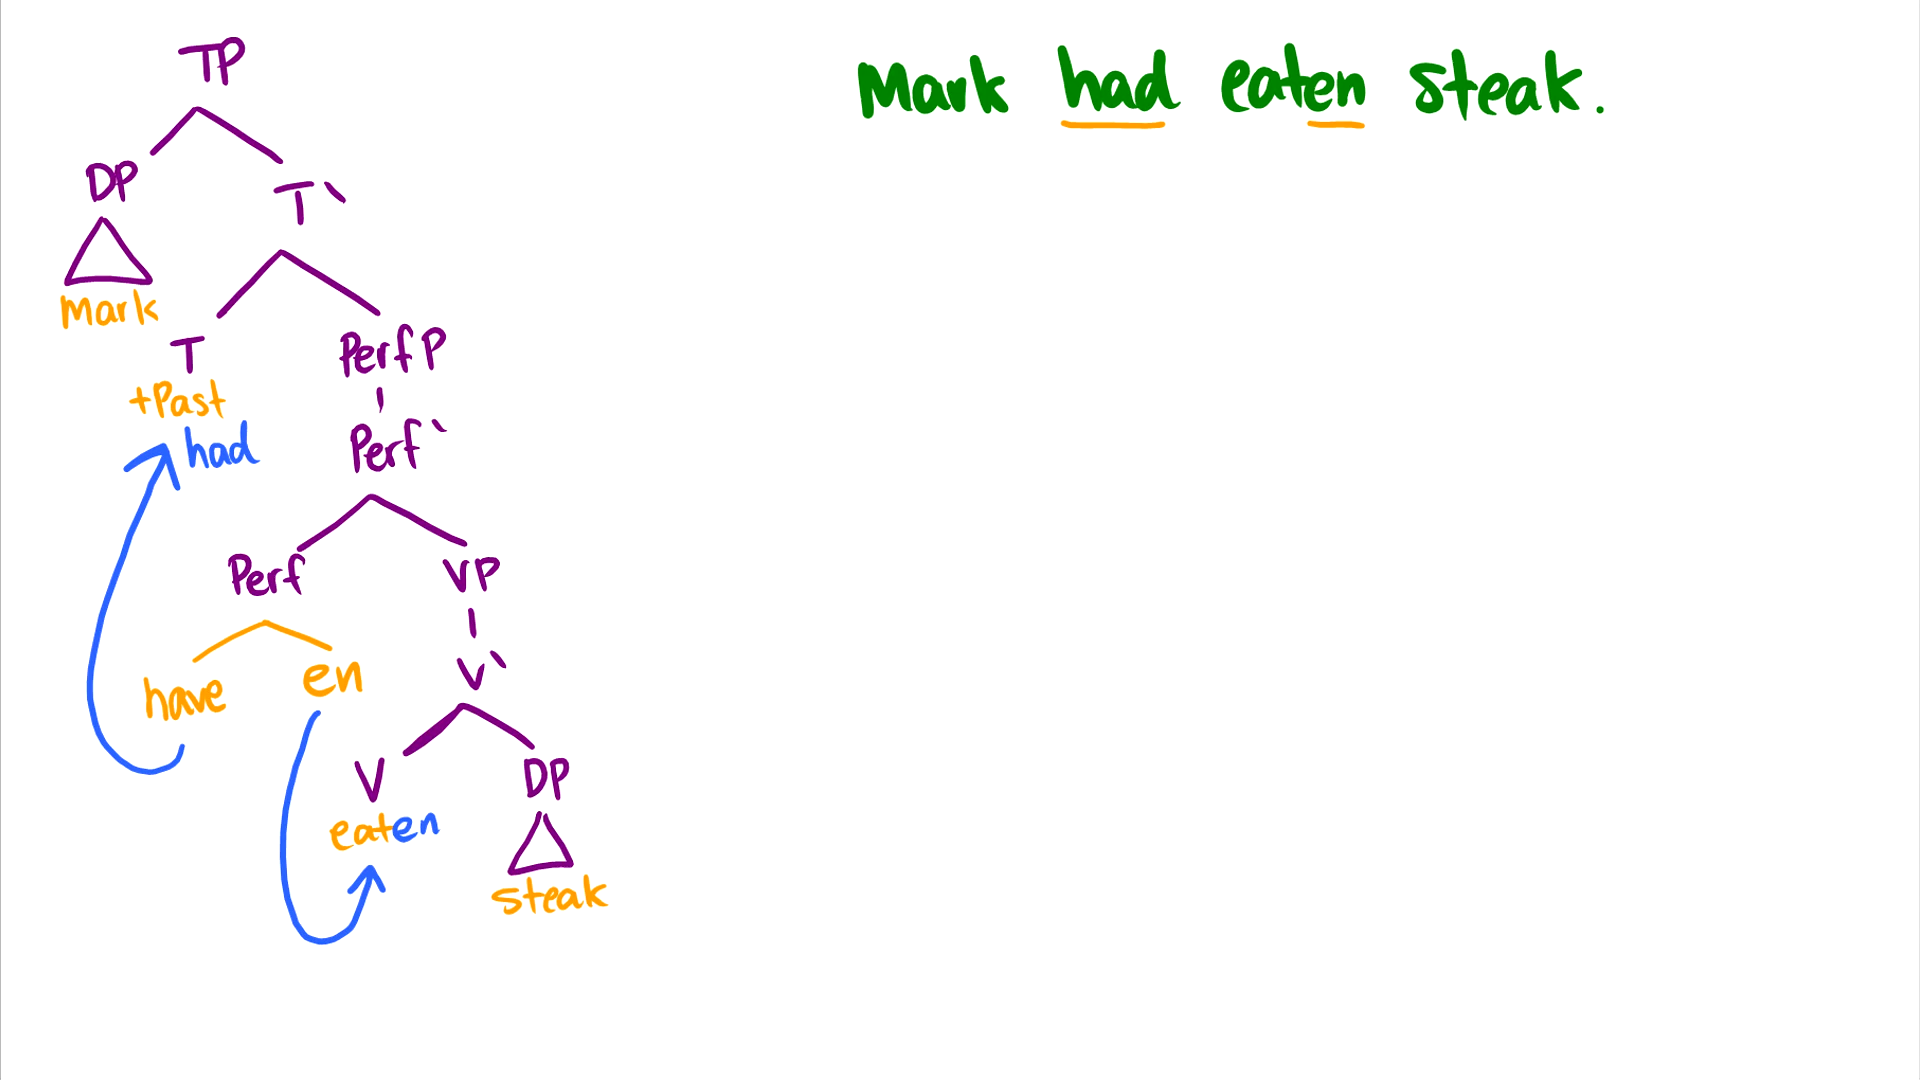 Mark had eaten steak.
TP
DP T`
Mark
T PerfP
+Past
had Perf`
Perf VP
have en V`
V DP
eaten
steak